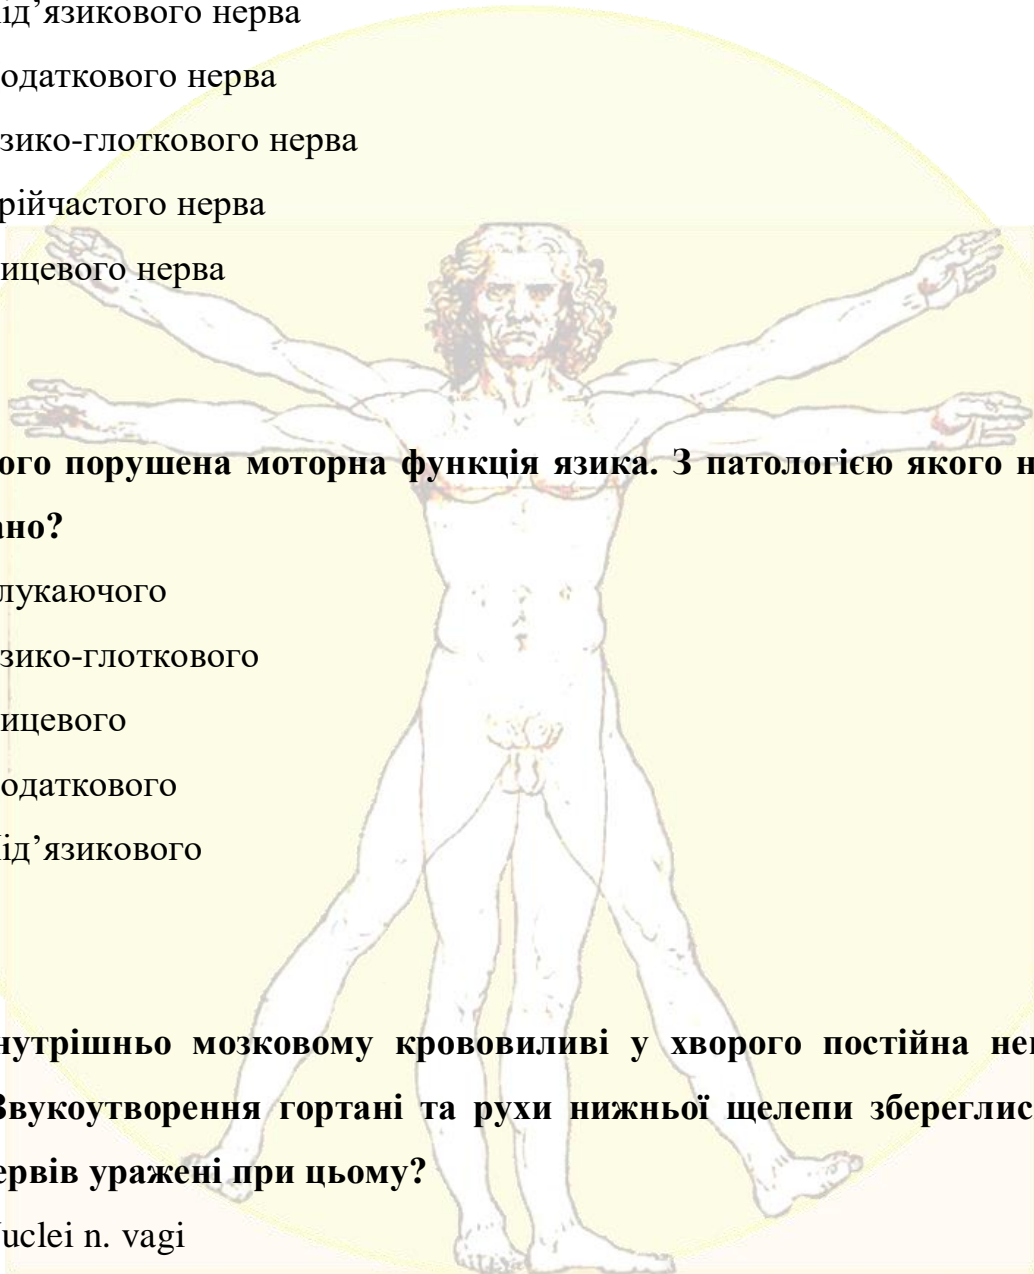 ід’язикового нерва
одаткового нерва
зико-глоткового нерва
рійчастого нерва
ицевого нерва
ого порушена моторна функція язика. З патологією якого н
ано?
лукаючого
зико-глоткового
ицевого
одаткового
ід’язикового
нутрішньо мозковому крововиливі у хворого постійна не
Звукоутворення гортані та рухи нижньої щелепи збереглис
ервів уражені при цьому?
uclei n. vagi